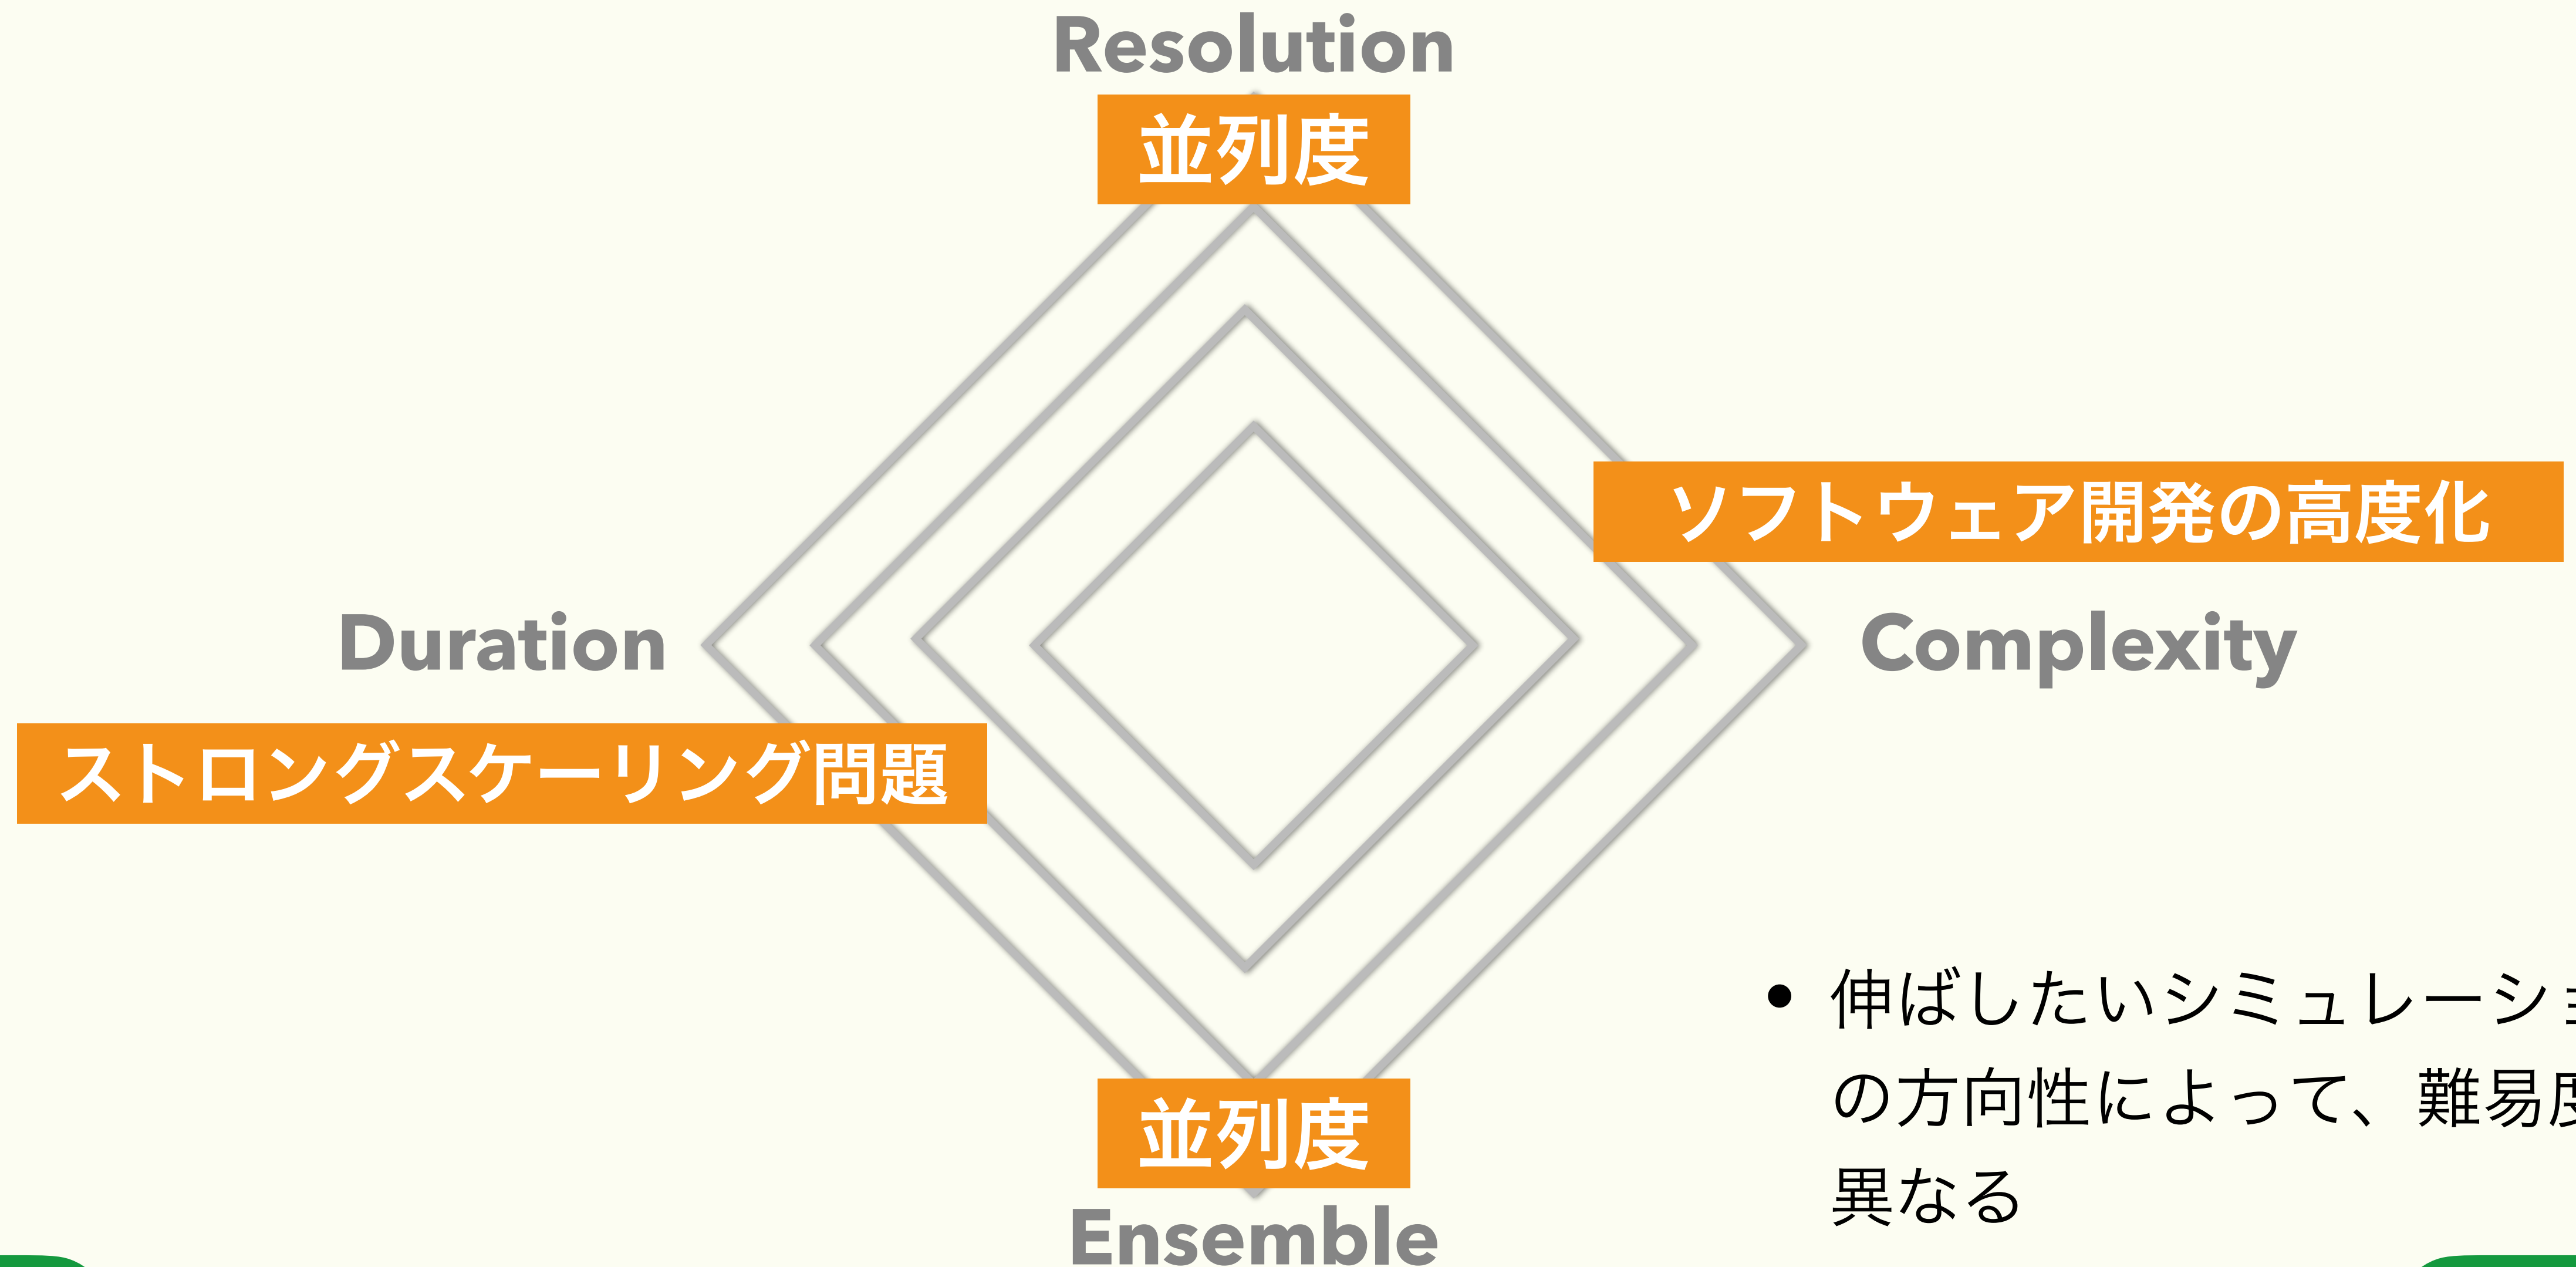 Resolution
並列度
ソフトウェア開発の高度化
Duration
Complexity
ストロングスケーリング問題
• 伸ばしたいシミュレーショ
の方向性によって、難易度
異なる
並列度
Ensemble